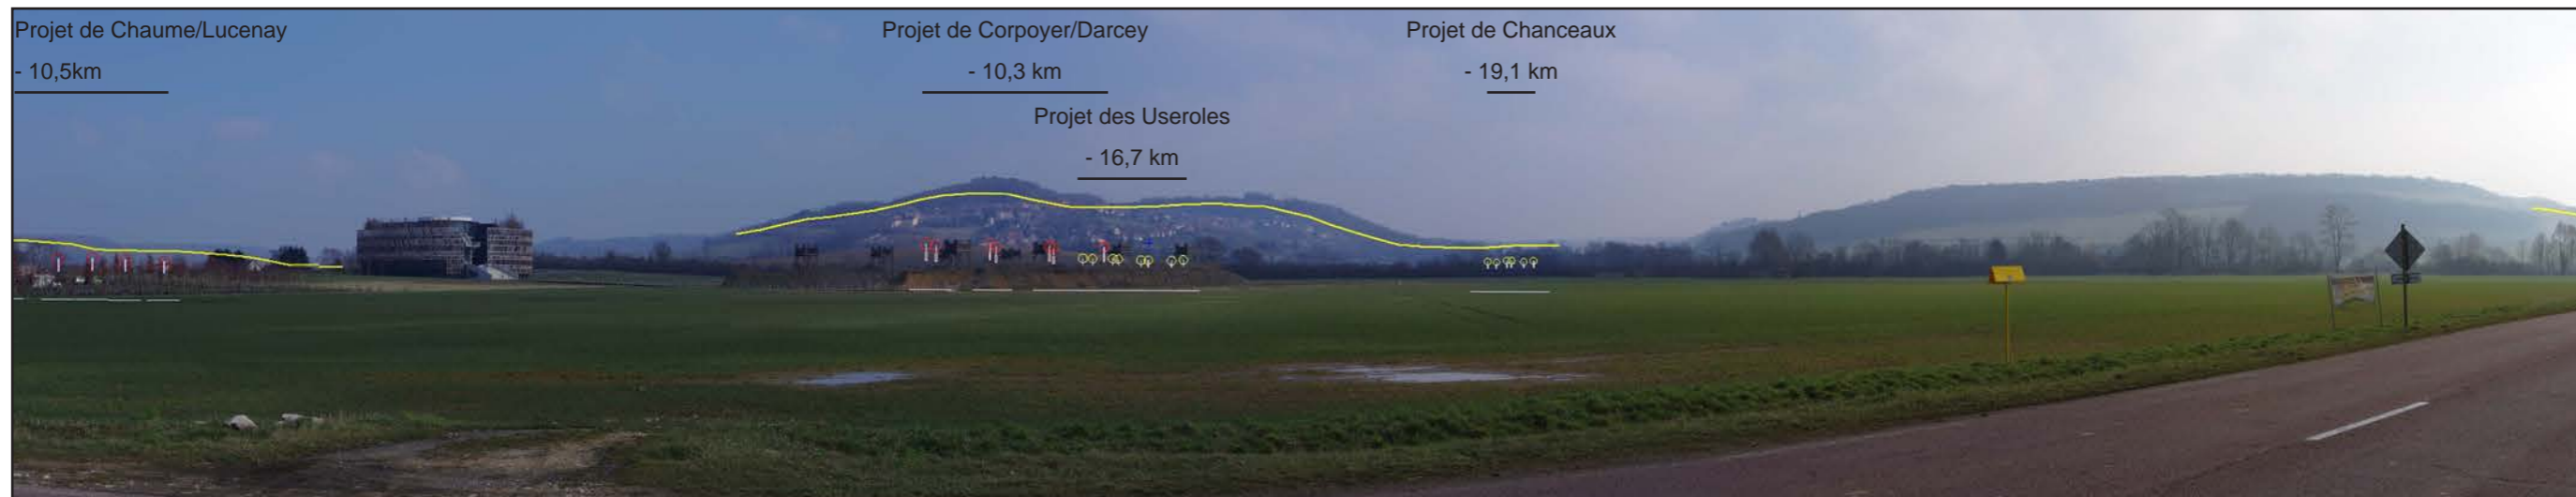 Projet de Chaume/Lucenay
- 10,5km
Projet de Corpoyer/Darcey
- 10,3 km
Projet des Useroles
- 16,7 km
Projet de Chanceaux
- 19,1 km